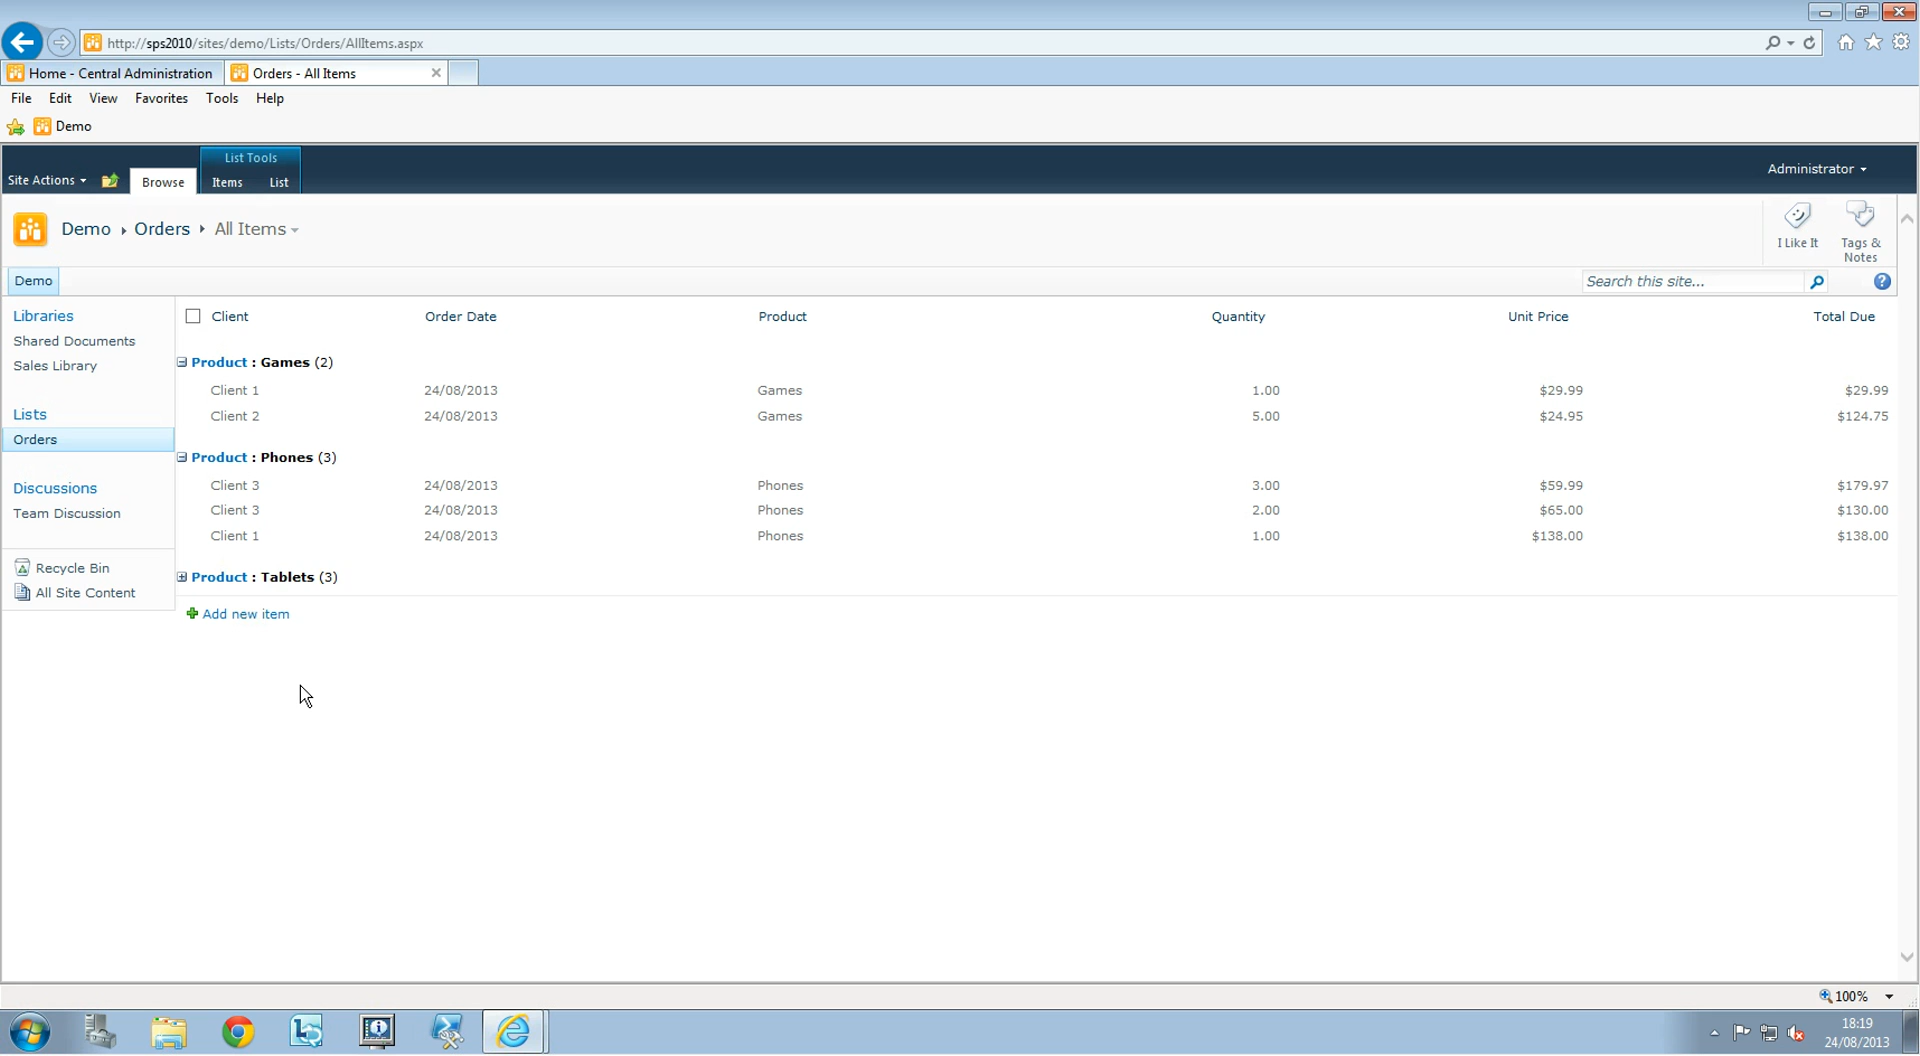 http://sps2010/sites/demo/Lists/Orders/AllItems.aspx
Home - Central Administration
Orders - All Items
File Edit View Favorites Tools Help
Demo
List Tools
Site Actions Browse Items List Administrator
Demo Orders All Items
I Like It Tags & Notes
Demo Search this site...
Libraries
Shared Documents
Sales Library
Lists
Orders
Discussions
Team Discussion
Recycle Bin
All Site Content
Client Order Date Product Quantity Unit Price Total Due
Product : Games (2)
Client 1 24/08/2013 Games 1.00 $29.99 $29.99
Client 2 24/08/2013 Games 5.00 $24.95 $124.75
Product : Phones (3)
Client 3 24/08/2013 Phones 3.00 $59.99 $179.97
Client 3 24/08/2013 Phones 2.00 $65.00 $130.00
Client 1 24/08/2013 Phones 1.00 $138.00 $138.00
Product : Tablets (3)
Add new item
100%
18:19
24/08/2013